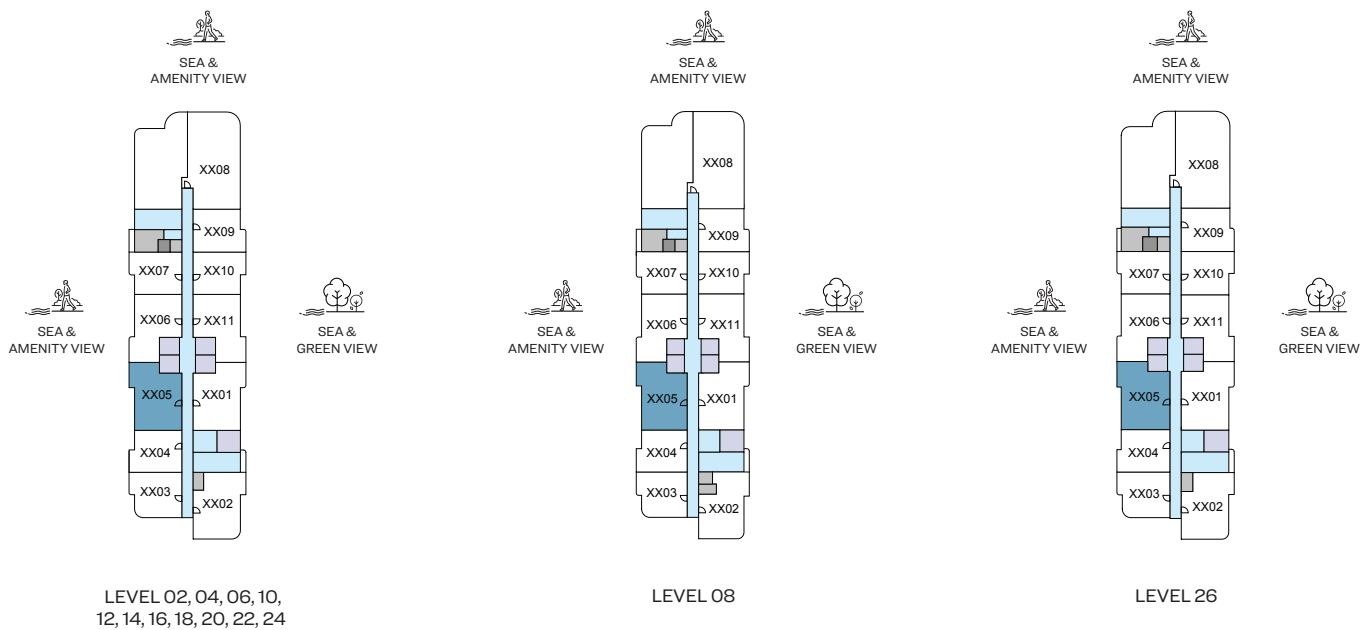 SEA &
AMENITY VIEW
XX08
XX09
XX07
XX10
SEA &
AMENITY VIEW
XX06
XX11
SEA &
GREEN VIEW
XX05
XX01
XX04
XX03
XX02
LEVEL 02, 04, 06, 10,
12, 14, 16, 18, 20, 22, 24
SEA &
AMENITY VIEW
XX08
XX09
XX07
XX10
SEA &
AMENITY VIEW
XX06
XX11
SEA &
GREEN VIEW
XX05
XX01
XX04
XX03
XX02
LEVEL 08
SEA &
AMENITY VIEW
XX08
XX09
XX07
XX10
SEA &
AMENITY VIEW
XX06
XX11
SEA &
GREEN VIEW
XX05
XX01
XX04
XX03
XX02
LEVEL 26